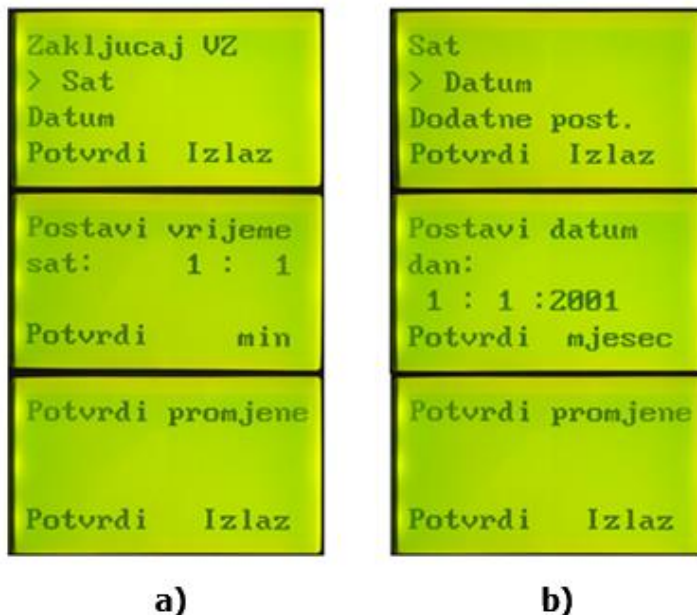 Zakljucaj VZ
> Sat
Datum
Potvrdi Izlaz
Postavi vrijeme
sat: 1 : 1
Potvrdi min
Potvrdi promjene
Potvrdi Izlaz
a)
Sat
> Datum
Dodatne post.
Potvrdi Izlaz
Postavi datum
dan:
1 : 1 :2001
Potvrdi mjesec
Potvrdi promjene
Potvrdi Izlaz
b)